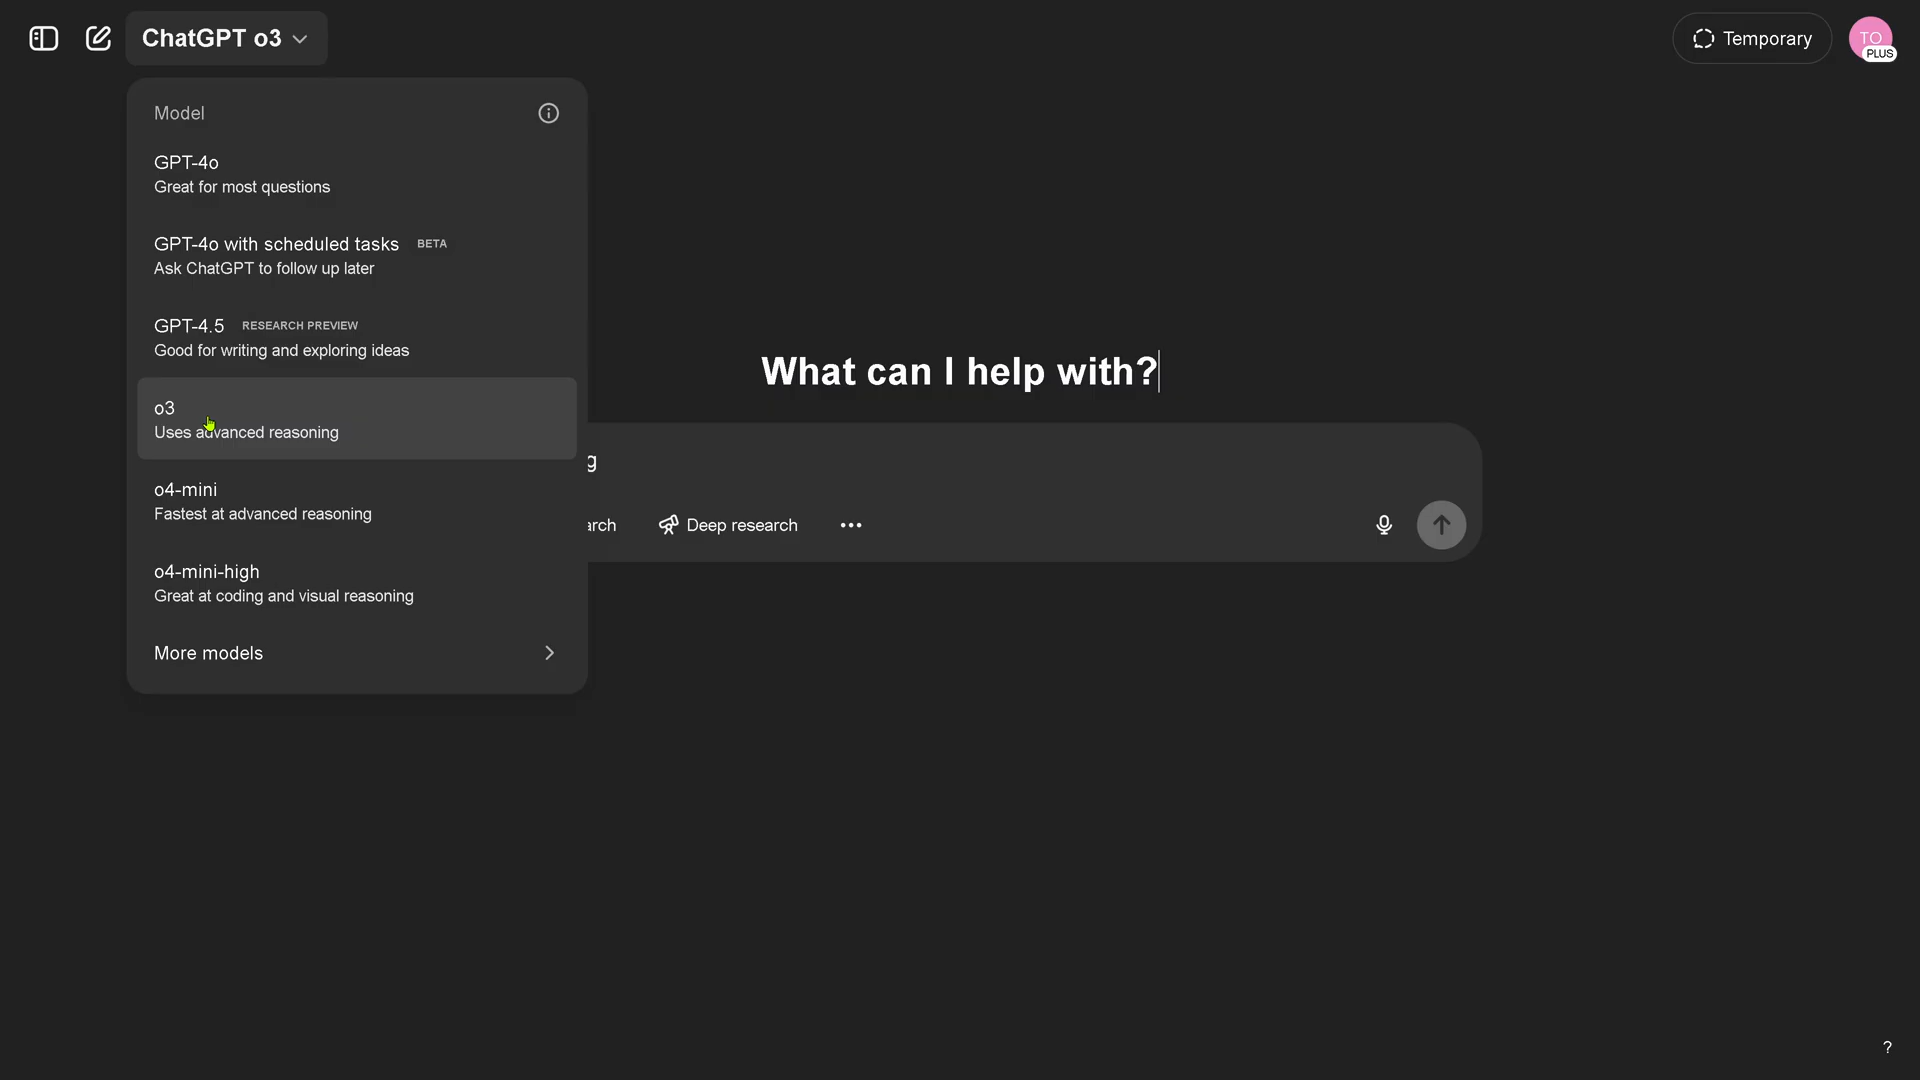 ChatGPT o3
Temporary
TO
PLUS
Model
GPT-4o
Great for most questions
GPT-4o with scheduled tasks BETA
Ask ChatGPT to follow up later
GPT-4.5 RESEARCH PREVIEW
Good for writing and exploring ideas
o3
Uses advanced reasoning
o4-mini
Fastest at advanced reasoning
o4-mini-high
Great at coding and visual reasoning
More models
What can I help with?
g
arch
Deep research
?